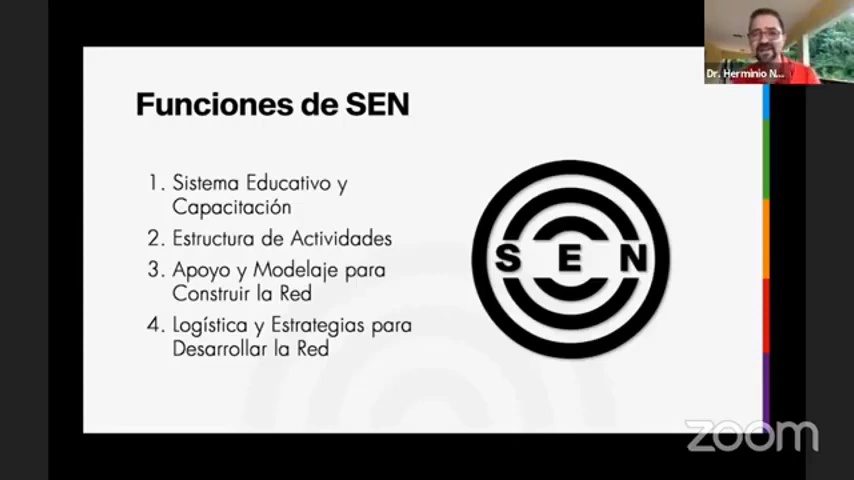 Dr. Herminio N...
Funciones de SEN
1. Sistema Educativo y
Capacitación
2. Estructura de Actividades
3. Apoyo y Modelaje para
Construir la Red
4. Logística y Estrategias para
Desarrollar la Red
S E N
zoom